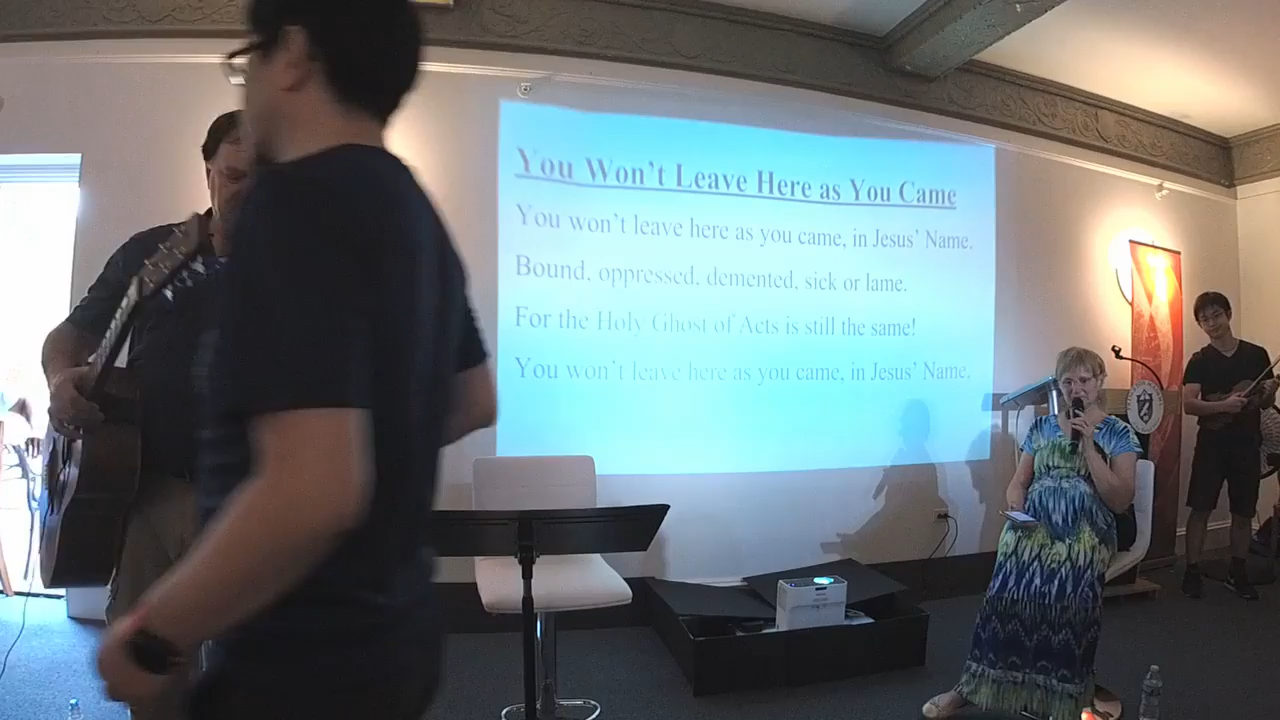 You Won't Leave Here as You Came
You won't leave here as you came, in Jesus' Name.
Bound, oppressed, demented, sick or lame.
For the Holy Ghost of Acts is still the same!
You won't leave here as you came, in Jesus' Name.